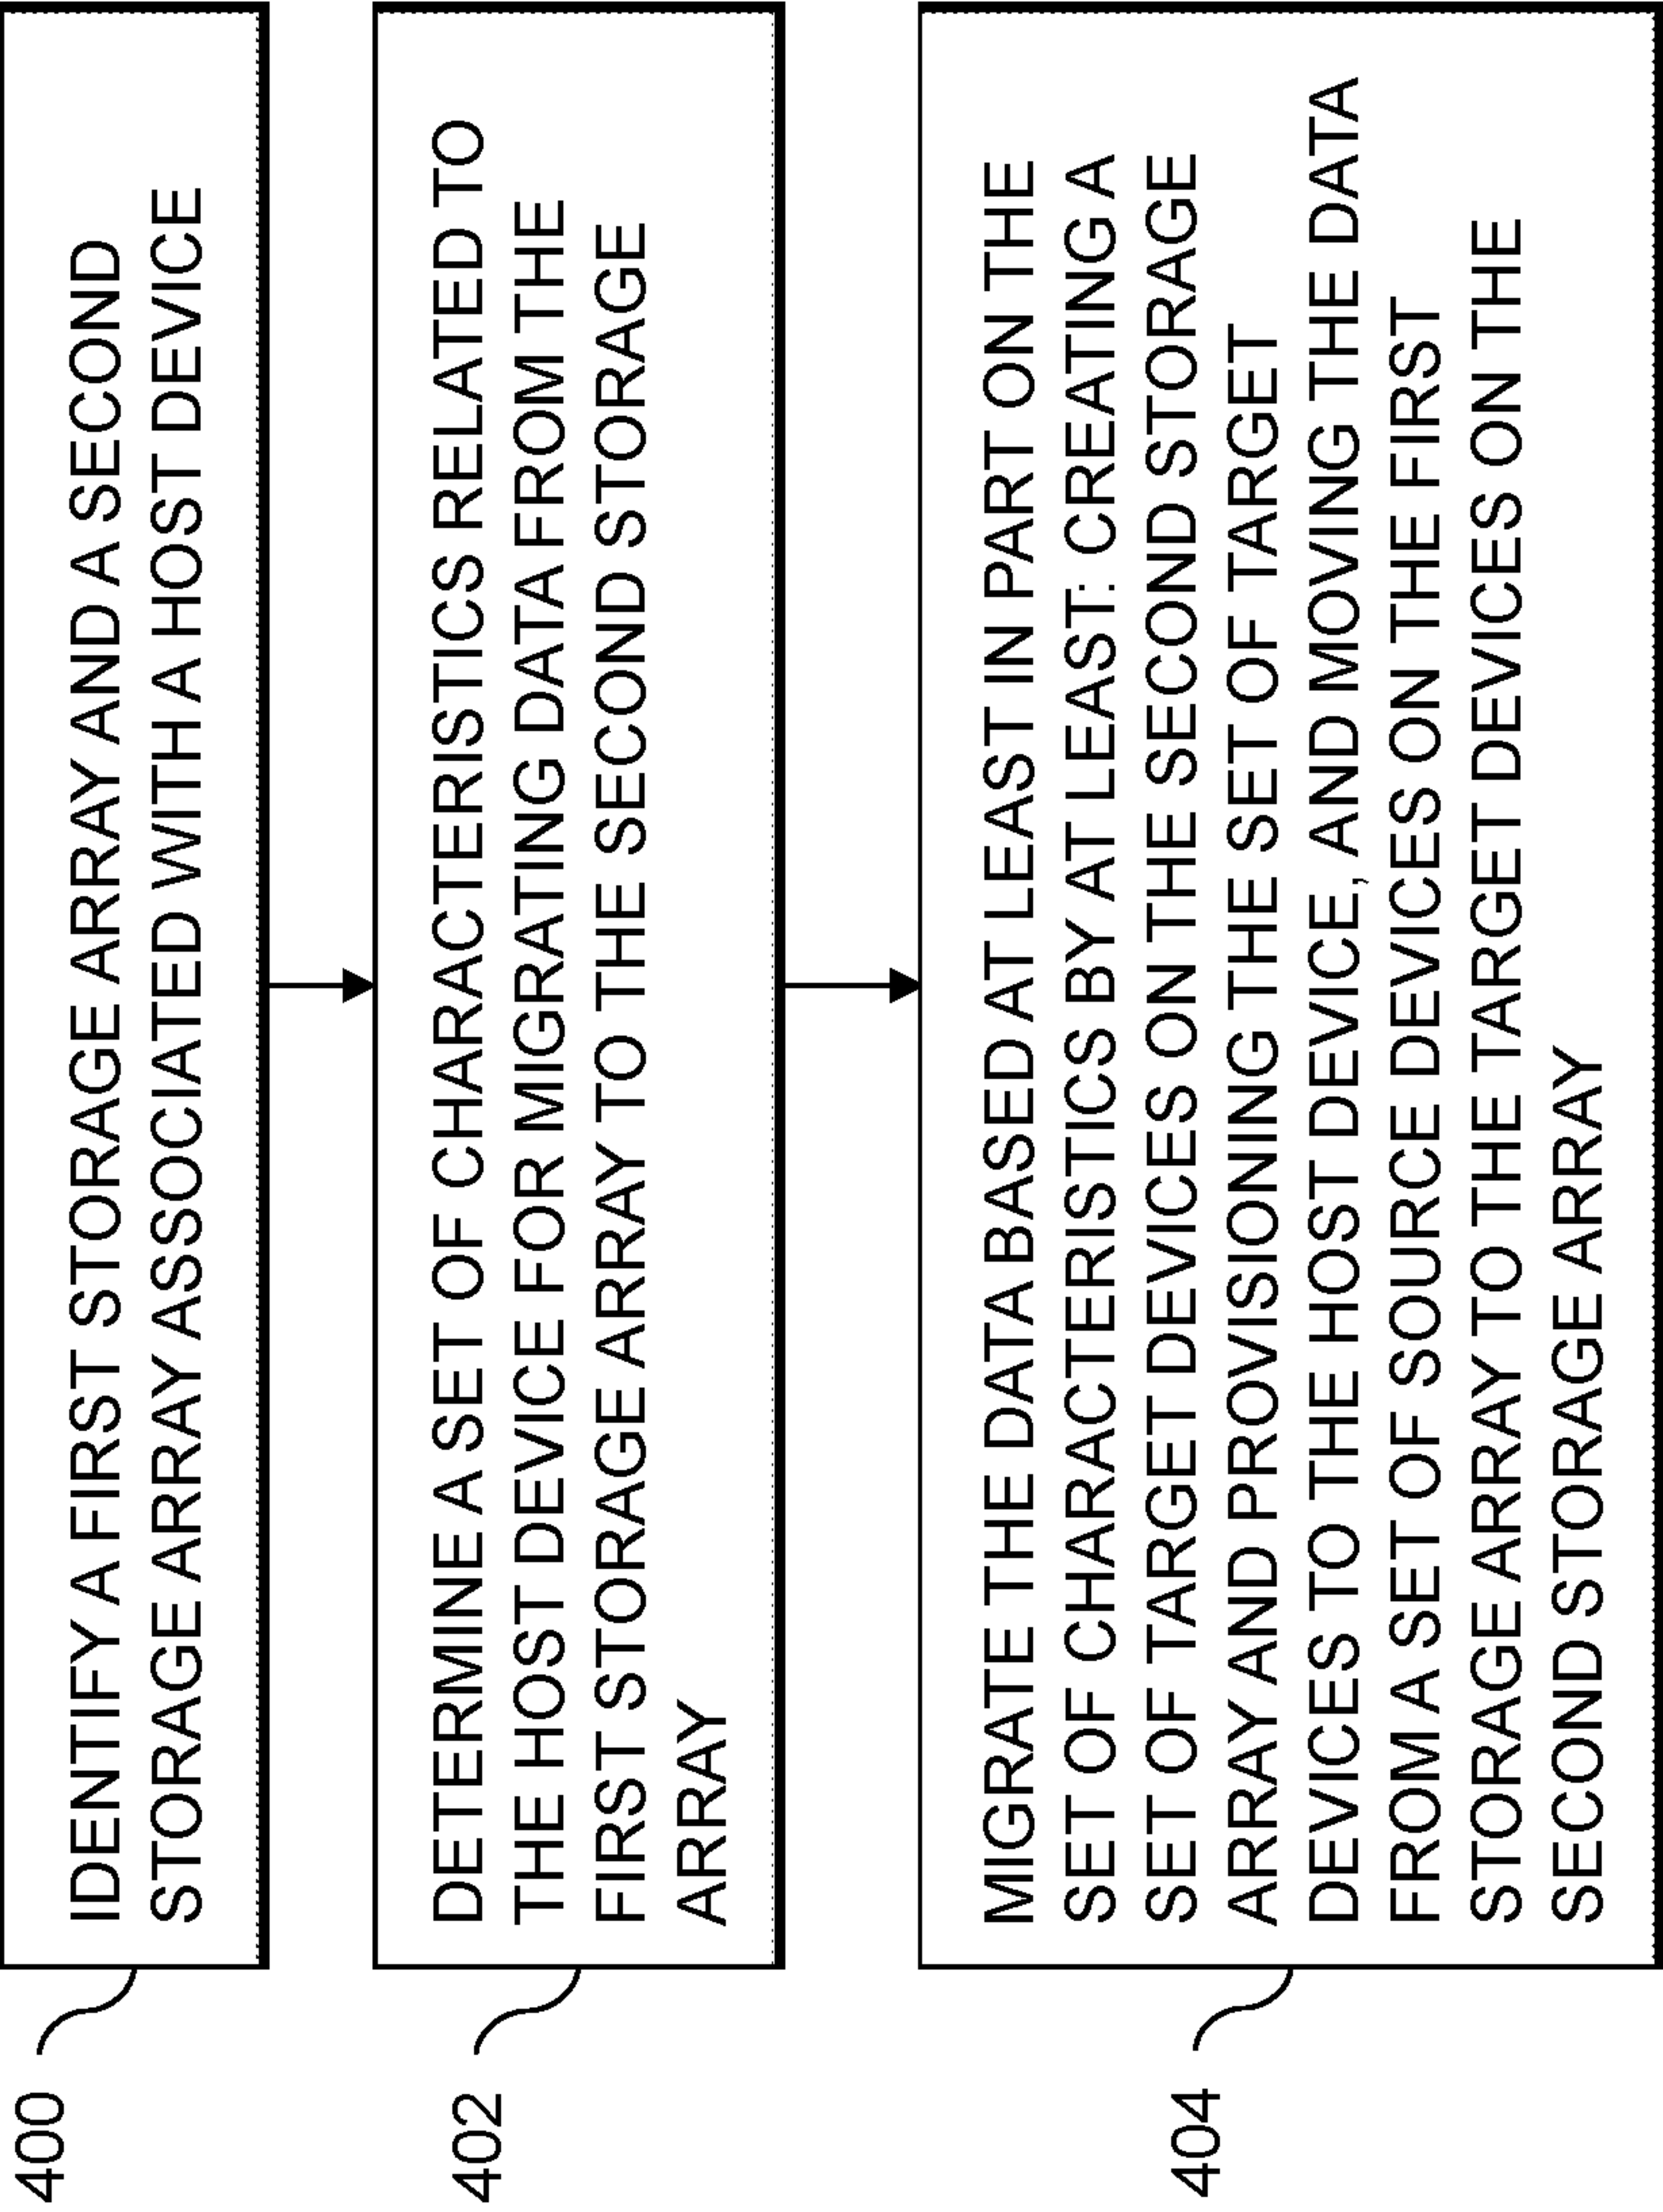 400
IDENTIFY A FIRST STORAGE ARRAY AND A SECOND
STORAGE ARRAY ASSOCIATED WITH A HOST DEVICE
402
DETERMINE A SET OF CHARACTERISTICS RELATED TO
THE HOST DEVICE FOR MIGRATING DATA FROM THE
FIRST STORAGE ARRAY TO THE SECOND STORAGE
ARRAY
404
MIGRATE THE DATA BASED AT LEAST IN PART ON THE
SET OF CHARACTERISTICS BY AT LEAST: CREATING A
SET OF TARGET DEVICES ON THE SECOND STORAGE
ARRAY AND PROVISIONING THE SET OF TARGET
DEVICES TO THE HOST DEVICE, AND MOVING THE DATA
FROM A SET OF SOURCE DEVICES ON THE FIRST
STORAGE ARRAY TO THE TARGET DEVICES ON THE
SECOND STORAGE ARRAY